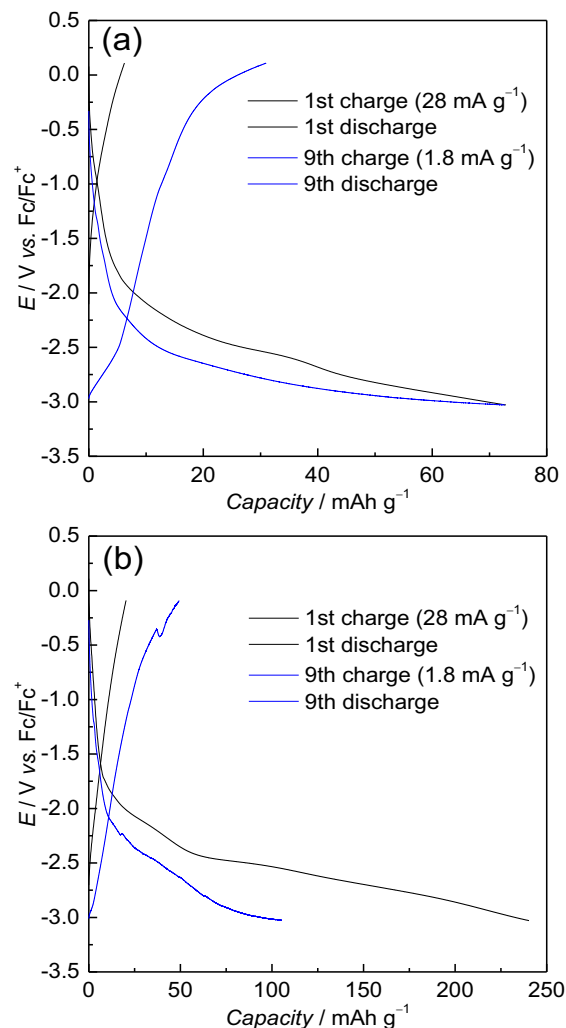 (a)
0.5
0.0
-0.5
-1.0
-1.5
-2.0
-2.5
-3.0
-3.5
E / V vs. Fc/Fc⁺
1st charge (28 mA g⁻¹)
1st discharge
9th charge (1.8 mA g⁻¹)
9th discharge
0 20 40 60 80
Capacity / mAh g⁻¹
(b)
0.5
0.0
-0.5
-1.0
-1.5
-2.0
-2.5
-3.0
-3.5
E / V vs. Fc/Fc⁺
1st charge (28 mA g⁻¹)
1st discharge
9th charge (1.8 mA g⁻¹)
9th discharge
0 50 100 150 200 250
Capacity / mAh g⁻¹